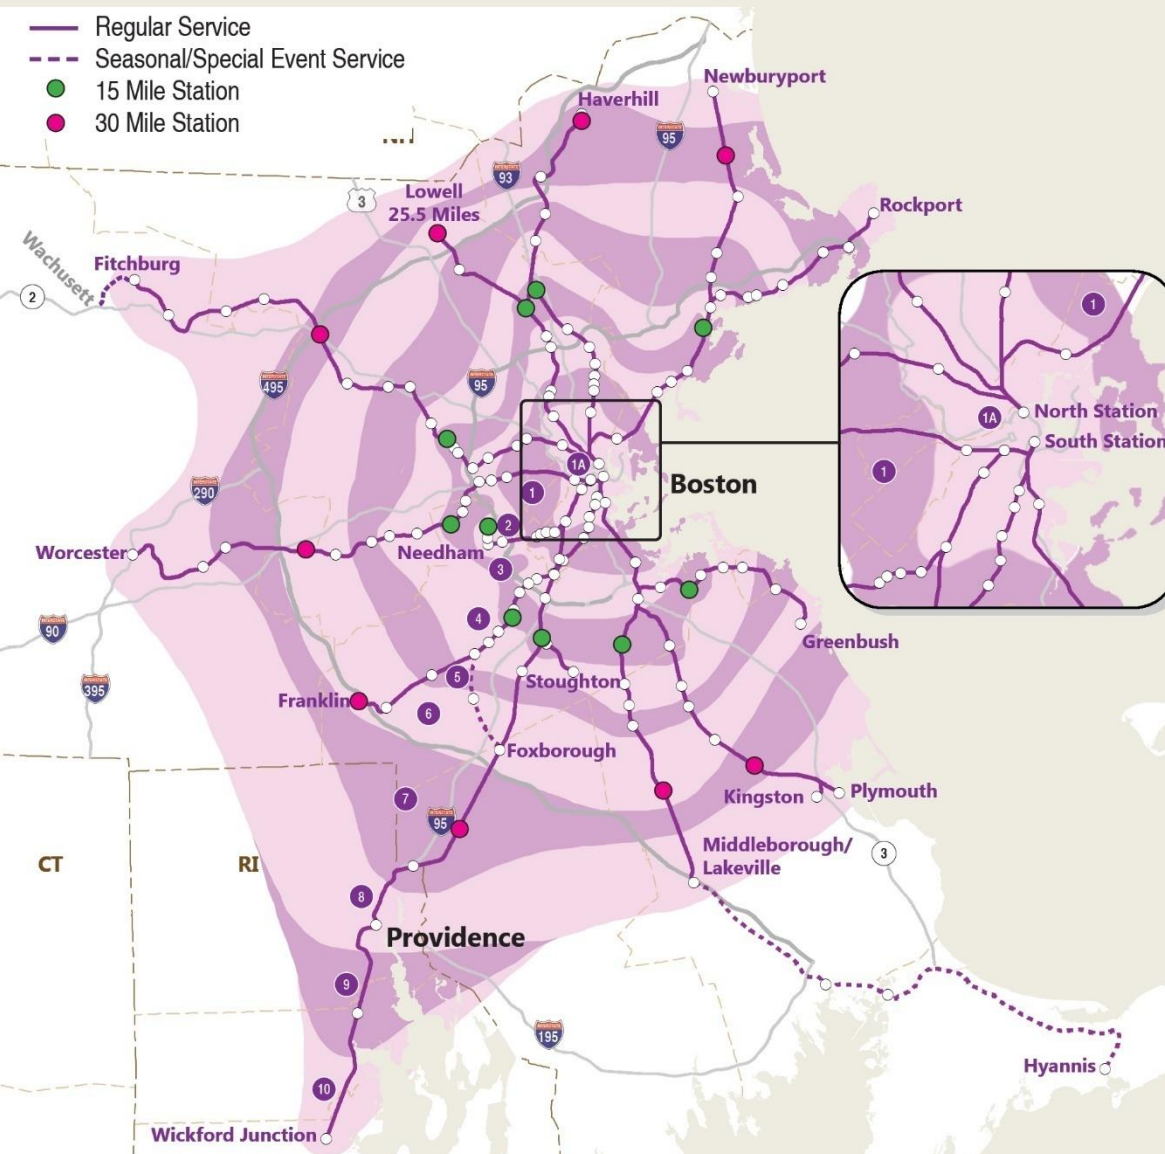 Regular Service
Seasonal/Special Event Service
15 Mile Station
30 Mile Station
Newburyport
Haverhill
95
93
3
Lowell
25.5 Miles
Rockport
Wachusett
Fitchburg
2
1
495
95
North Station
1A
South Station
1A
1
290
Boston
1
2
Worcester
Needham
3
90
4
Greenbush
395
5
Stoughton
Franklin
6
Foxborough
7
95
Kingston
Plymouth
Middleborough/
Lakeville
3
CT
RI
8
Providence
9
195
Hyannis
10
Wickford Junction